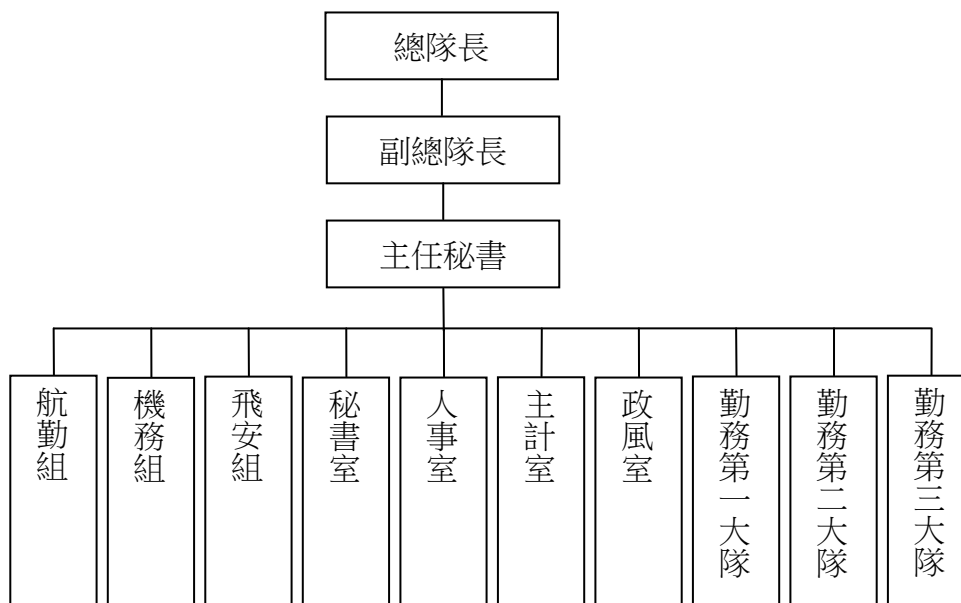 總隊長
副總隊長
主任秘書
航勤組
機務組
飛安組
秘書室
人事室
主計室
政風室
勤務第一大隊
勤務第二大隊
勤務第三大隊